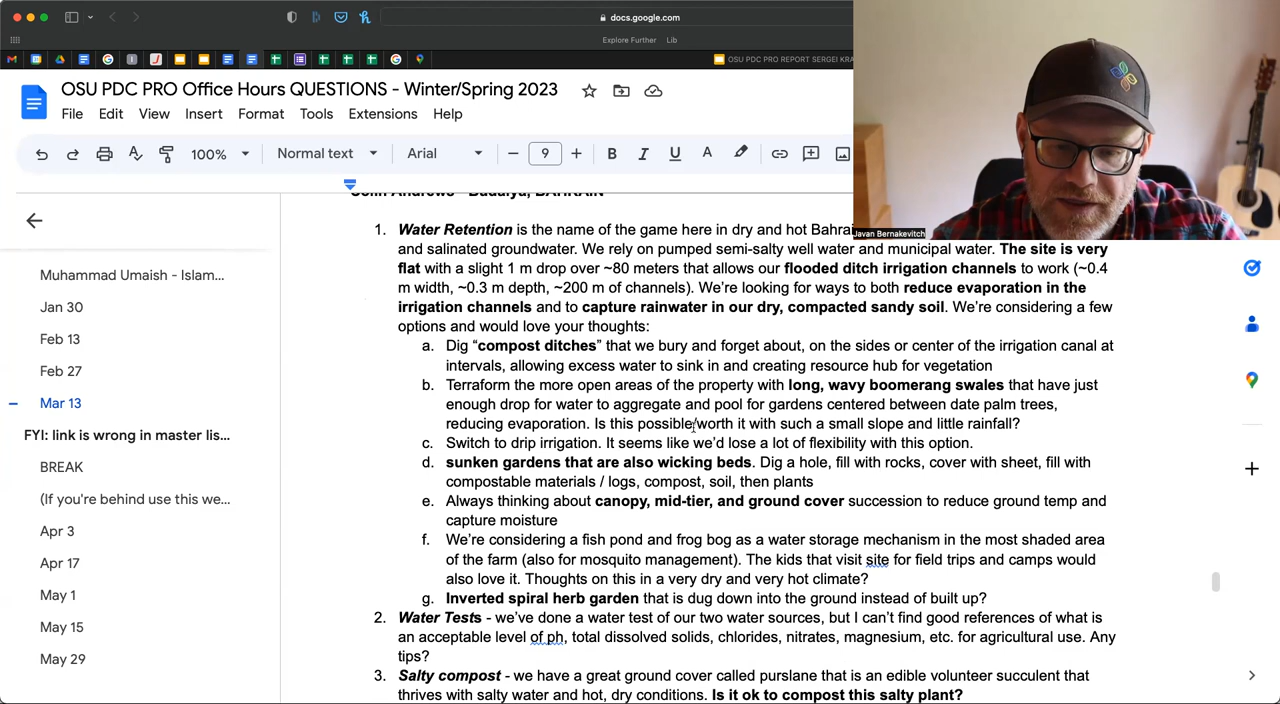 docs.google.com
Explore Further Lib
OSU PDC PRO REPORT SERGEI KRA
OSU PDC PRO Office Hours QUESTIONS - Winter/Spring 2023
File Edit View Insert Format Tools Extensions Help
100% Normal text Arial 9 B I U A
Javan Bernakevitch
Muhammad Umaish - Islam...
Jan 30
Feb 13
Feb 27
Mar 13
FYI: link is wrong in master lis...
BREAK
(If you're behind use this we...
Apr 3
Apr 17
May 1
May 15
May 29
Colin Andrews - Budaiya, BAHRAIN
1. Water Retention is the name of the game here in dry and hot Bahrai
and salinated groundwater. We rely on pumped semi-salty well water and municipal water. The site is very
flat with a slight 1 m drop over ~80 meters that allows our flooded ditch irrigation channels to work (~0.4
m width, ~0.3 m depth, ~200 m of channels). We're looking for ways to both reduce evaporation in the
irrigation channels and to capture rainwater in our dry, compacted sandy soil. We're considering a few
options and would love your thoughts:
a. Dig “compost ditches” that we bury and forget about, on the sides or center of the irrigation canal at
intervals, allowing excess water to sink in and creating resource hub for vegetation
b. Terraform the more open areas of the property with long, wavy boomerang swales that have just
enough drop for water to aggregate and pool for gardens centered between date palm trees,
reducing evaporation. Is this possible/worth it with such a small slope and little rainfall?
c. Switch to drip irrigation. It seems like we'd lose a lot of flexibility with this option.
d. sunken gardens that are also wicking beds. Dig a hole, fill with rocks, cover with sheet, fill with
compostable materials / logs, compost, soil, then plants
e. Always thinking about canopy, mid-tier, and ground cover succession to reduce ground temp and
capture moisture
f. We're considering a fish pond and frog bog as a water storage mechanism in the most shaded area
of the farm (also for mosquito management). The kids that visit site for field trips and camps would
also love it. Thoughts on this in a very dry and very hot climate?
g. Inverted spiral herb garden that is dug down into the ground instead of built up?
2. Water Tests - we've done a water test of our two water sources, but I can't find good references of what is
an acceptable level of ph, total dissolved solids, chlorides, nitrates, magnesium, etc. for agricultural use. Any
tips?
3. Salty compost - we have a great ground cover called purslane that is an edible volunteer succulent that
thrives with salty water and hot, dry conditions. Is it ok to compost this salty plant?